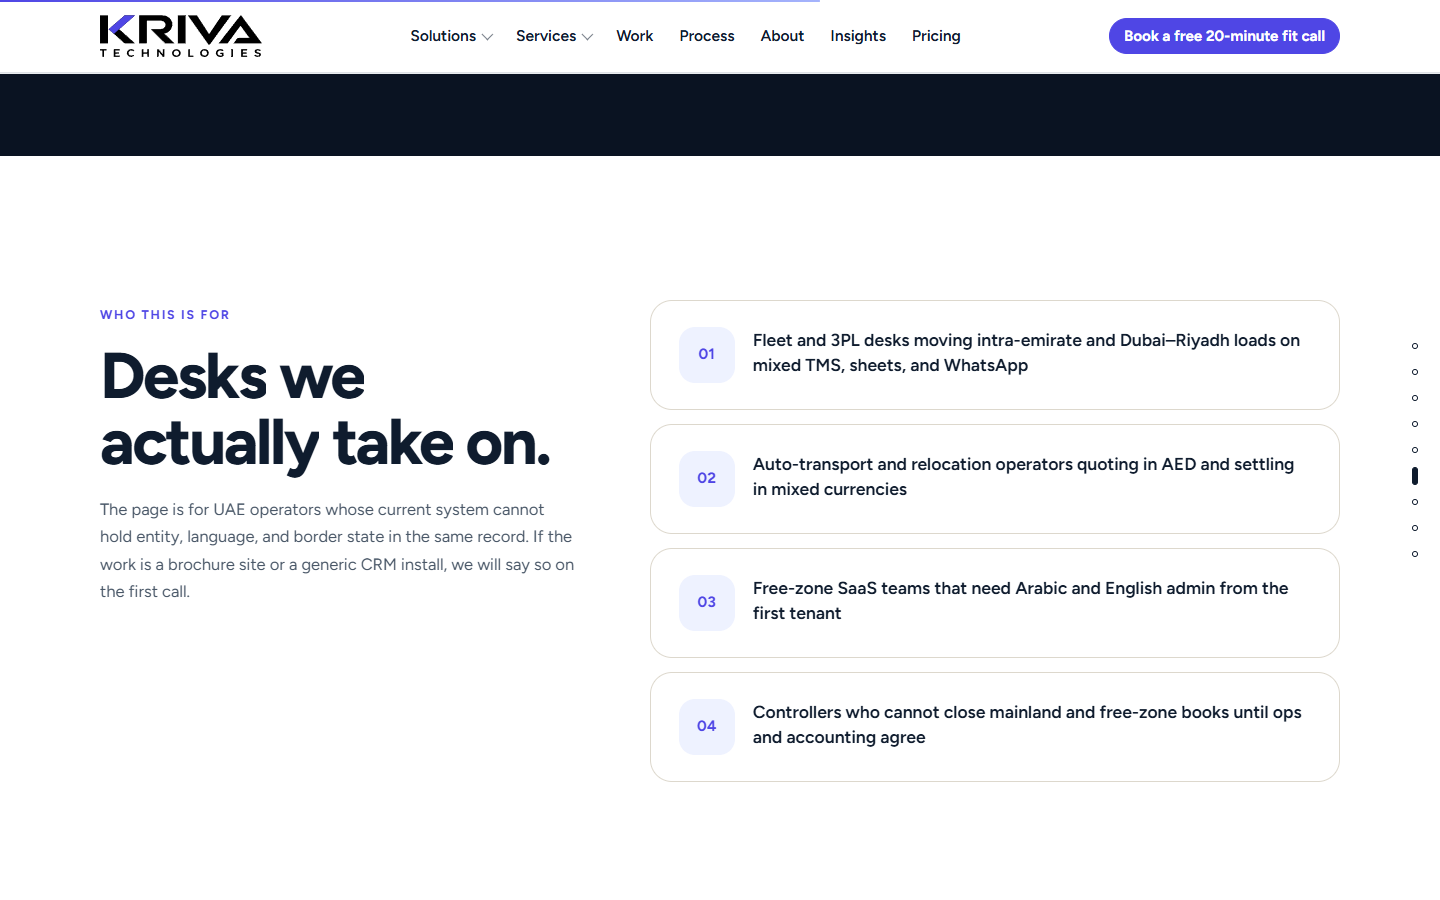 KRIVA
TECHNOLOGIES
Solutions
Services
Work
Process
About
Insights
Pricing
Book a free 20-minute fit call
WHO THIS IS FOR
Desks we
actually take on.
The page is for UAE operators whose current system cannot
hold entity, language, and border state in the same record. If the
work is a brochure site or a generic CRM install, we will say so on
the first call.
01
Fleet and 3PL desks moving intra-emirate and Dubai–Riyadh loads on
mixed TMS, sheets, and WhatsApp
02
Auto-transport and relocation operators quoting in AED and settling
in mixed currencies
03
Free-zone SaaS teams that need Arabic and English admin from the
first tenant
04
Controllers who cannot close mainland and free-zone books until ops
and accounting agree